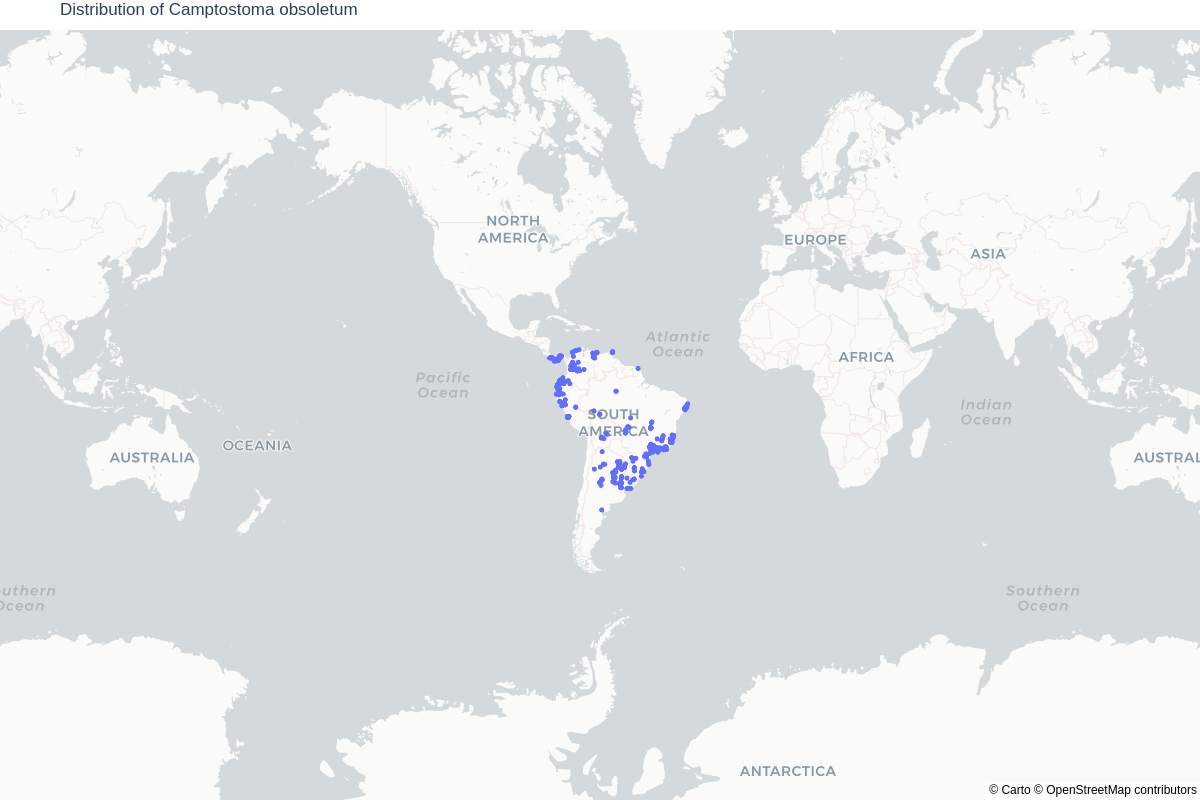 Distribution of Camptostoma obsoletum
NORTH
AMERICA
EUROPE
ASIA
Atlantic
Ocean
AFRICA
Pacific
Ocean
Indian
Ocean
SOUTH
AMERICA
OCEANIA
AUSTRALIA
AUSTRAL
uthern
Ocean
Southern
Ocean
ANTARCTICA
© Carto © OpenStreetMap contributors